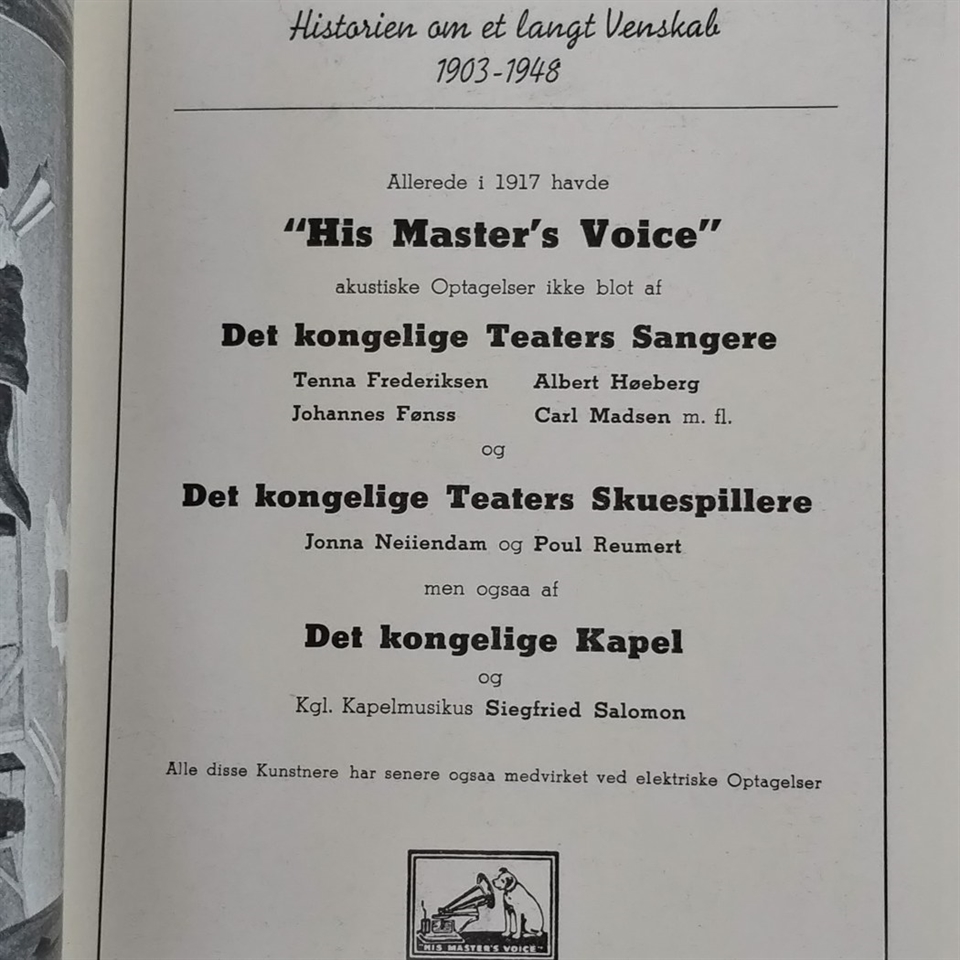 Historien om et langt Venskab
1903-1948
Allerede i 1917 havde
"His Master's Voice"
akustiske Optagelser ikke blot af
Det kongelige Teaters Sangere
Tenna Frederiksen Albert Høeberg
Johannes Fønss Carl Madsen m. fl.
og
Det kongelige Teaters Skuespillere
Jonna Neiiendam og Poul Reumert
men ogsaa af
Det kongelige Kapel
og
Kgl. Kapelmusikus Siegfried Salomon
Alle disse Kunstnere har senere ogsaa medvirket ved elektriske Optagelser
"HIS MASTER'S VOICE"